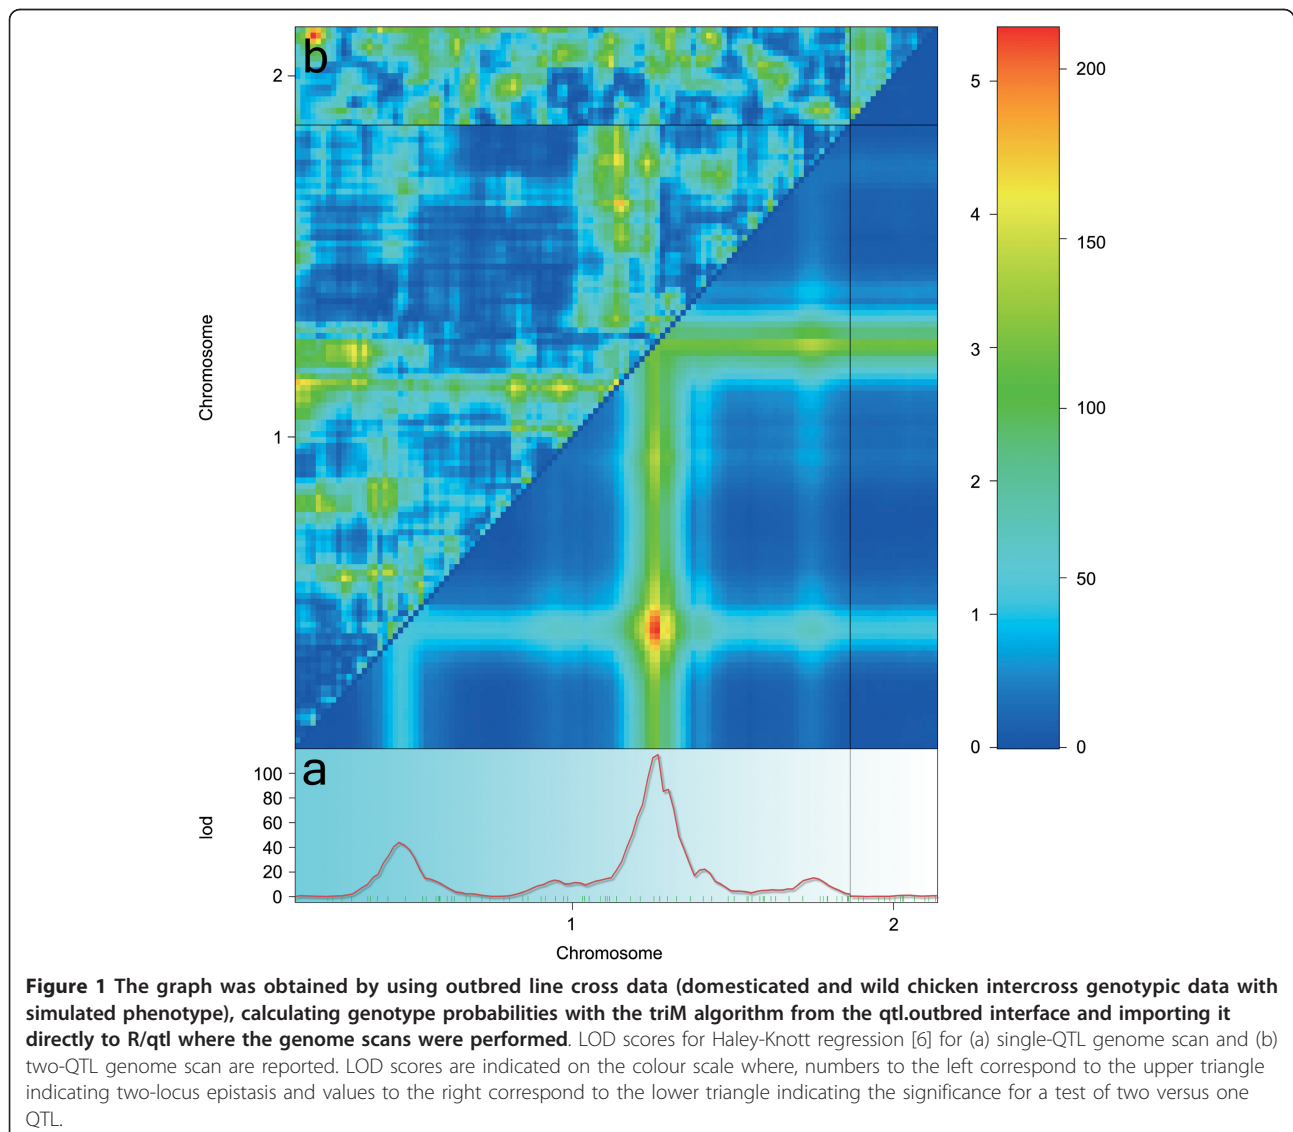 b
2
1
Chromosome
5
4
3
2
1
0
200
150
100
50
0
a
100
80
60
40
20
0
lod
1
2
Chromosome
Figure 1 The graph was obtained by using outbred line cross data (domesticated and wild chicken intercross genotypic data with
simulated phenotype), calculating genotype probabilities with the triM algorithm from the qtl.outbred interface and importing it
directly to R/qtl where the genome scans were performed. LOD scores for Haley-Knott regression [6] for (a) single-QTL genome scan and (b)
two-QTL genome scan are reported. LOD scores are indicated on the colour scale where, numbers to the left correspond to the upper triangle
indicating two-locus epistasis and values to the right correspond to the lower triangle indicating the significance for a test of two versus one
QTL.